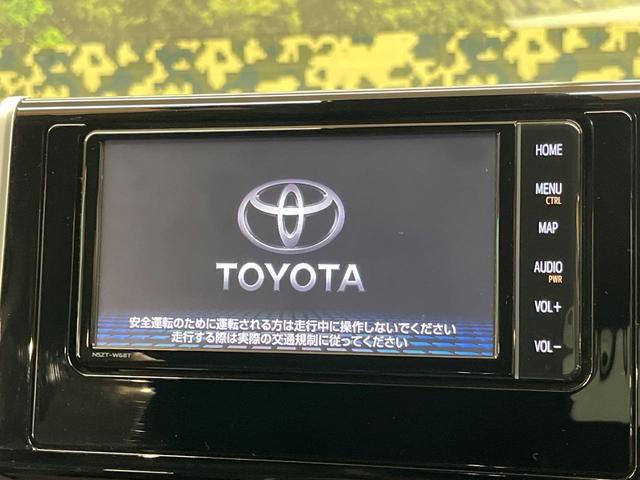 TOYOTA
安全運転のために運転される方は走行中に操作しないでください
走行する際は実際の交通規制に従ってください
NSZT-W68T
HOME
MENU
CTRL
MAP
AUDIO
PWR
VOL+
VOL-